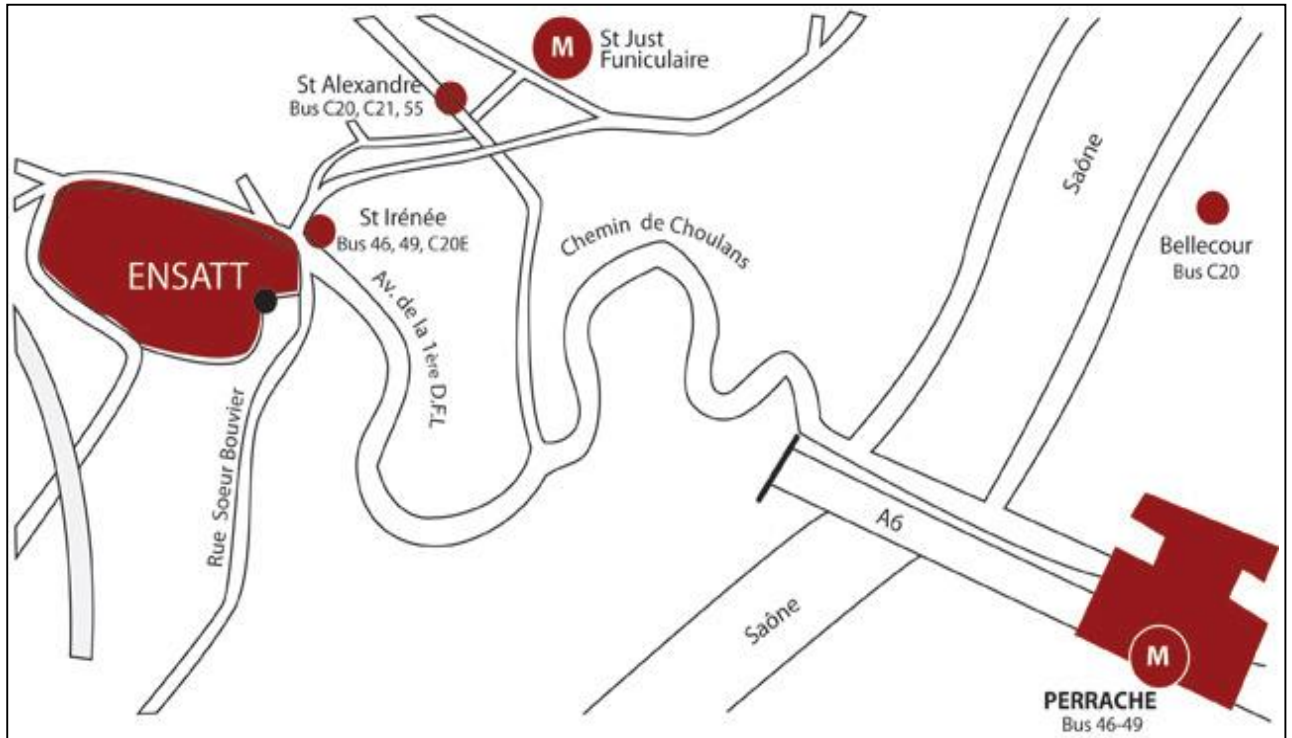 M
St Just
Funiculaire
St Alexandre
Bus C20, C21, 55
Saône
St Irénée
Bus 46, 49, C20E
Chemin de Choulans
Bellecour
Bus C20
ENSATT
Av. de la 1ère D.F.L
Rue Soeur Bouvier
A6
Saône
M
PERRACHE
Bus 46-49